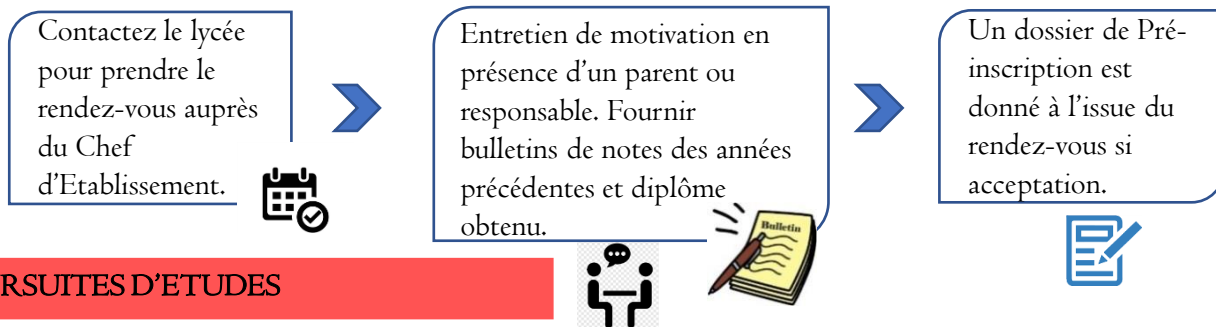 Contactez le lycée
pour prendre le
rendez-vous auprès
du Chef
d'Etablissement.
Entretien de motivation en
présence d'un parent ou
responsable. Fournir
bulletins de notes des années
précédentes et diplôme
obtenu.
Bulletin
Un dossier de Pré-
inscription est
donné à l'issue du
rendez-vous si
acceptation.
RSUITES D'ETUDES